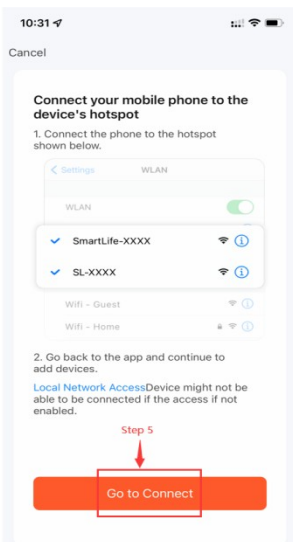 10:31
Cancel
Connect your mobile phone to the
device's hotspot
1. Connect the phone to the hotspot
shown below.
Settings WLAN
WLAN
SmartLife-XXXX
SL-XXXX
Wifi - Guest
Wifi - Home
2. Go back to the app and continue to
add devices.
Local Network AccessDevice might not be
able to be connected if the access if not
enabled.
Step 5
Go to Connect